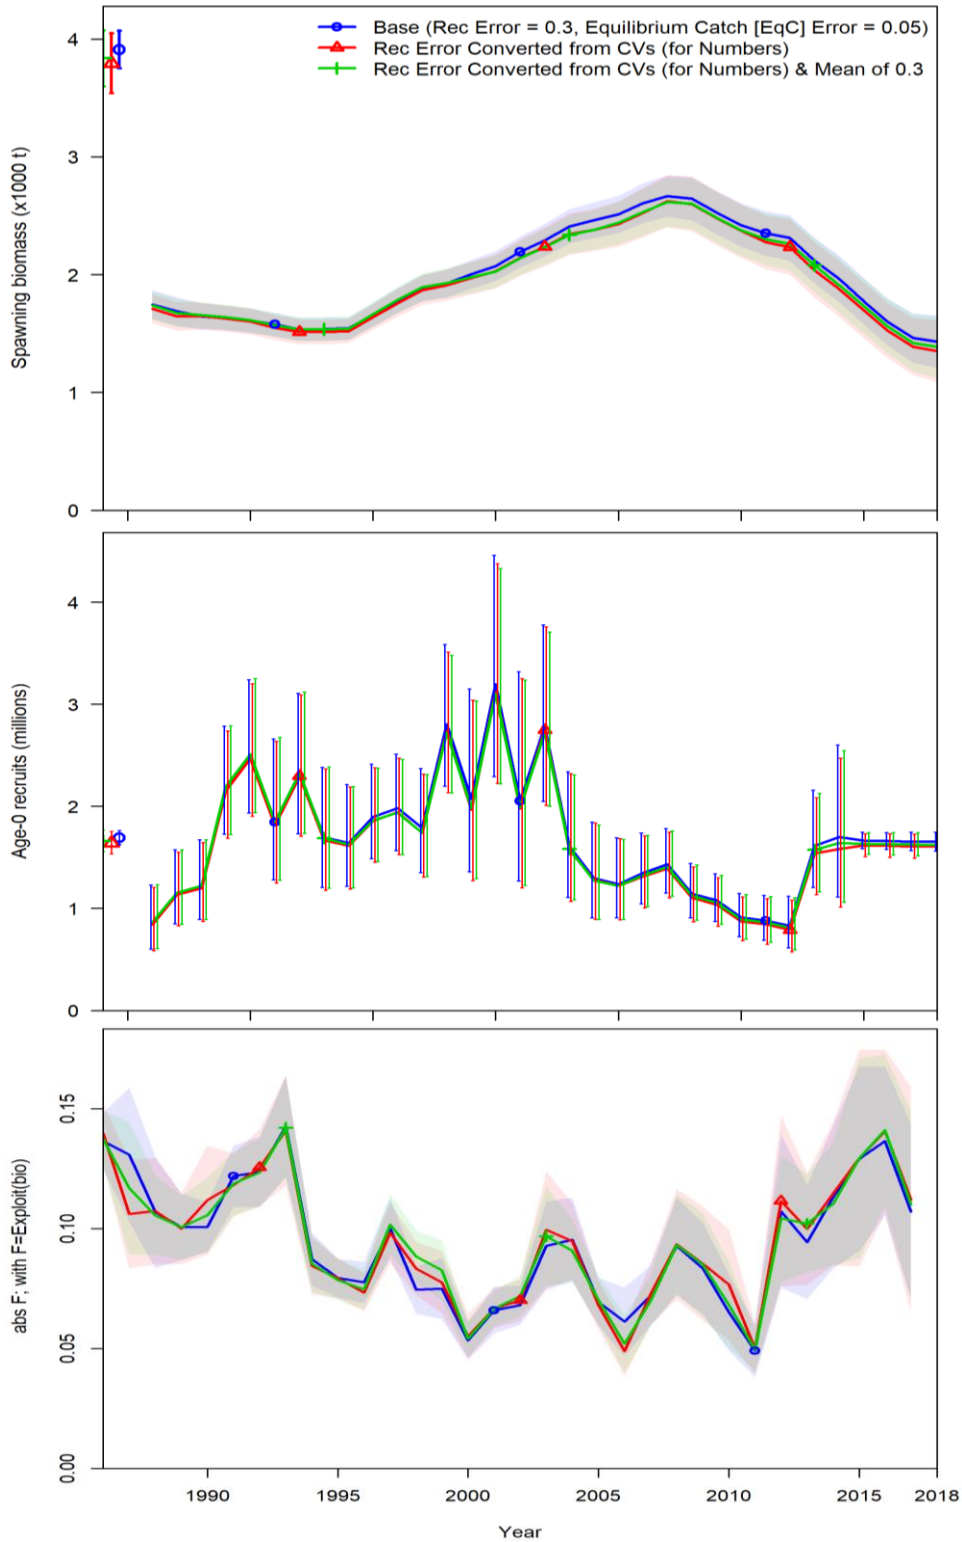 Base (Rec Error = 0.3, Equilibrium Catch [EqC] Error = 0.05)
Rec Error Converted from CVs (for Numbers)
Rec Error Converted from CVs (for Numbers) & Mean of 0.3
Spawning biomass (x1000 t)
4
3
2
1
0
Age-0 recruits (millions)
4
3
2
1
0
abs F; with F=Exploit(bio)
0.15
0.10
0.05
0.00
1990 1995 2000 2005 2010 2015 2018
Year